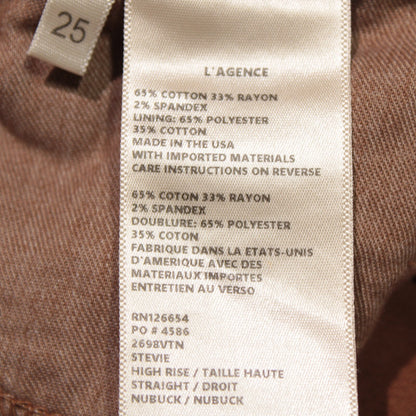 25
L'AGENCE
65% COTTON 33% RAYON
2% SPANDEX
LINING: 65% POLYESTER
35% COTTON
MADE IN THE USA
WITH IMPORTED MATERIALS
CARE INSTRUCTIONS ON REVERSE
65% COTTON 33% RAYON
2% SPANDEX
DOUBLURE: 65% POLYESTER
35% COTON
FABRIQUE DANS LA ETATS-UNIS
D'AMERIQUE AVEC DES
MATERIAUX IMPORTES
ENTRETIEN AU VERSO
RN126654
PO # 4586
2698VTN
STEVIE
HIGH RISE / TAILLE HAUTE
STRAIGHT / DROIT
NUBUCK / NUBUCK